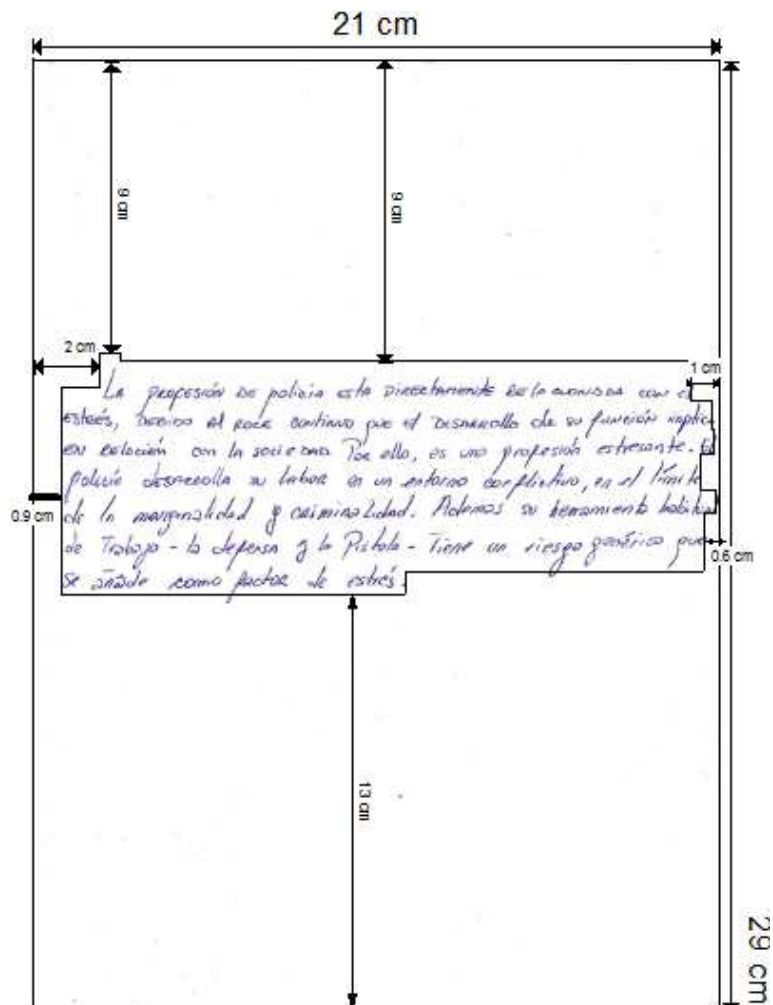 21 cm
9 cm
9 cm
2 cm
1 cm
La profesión de policía esta directamente relacionada con el
estrés, debido al roce continuo que el desarrollo de su función implica
en relación con la sociedad. Por ello, es una profesión estresante. El
policía desarrolla su labor en un entorno conflictivo, en el límite
de la marginalidad y criminalidad. Además su herramienta habitual
de Trabajo - la defensa y la Pistola - Tiene un riesgo genérico que
se añade como factor de estrés.
0.9 cm
0.6 cm
13 cm
29 cm